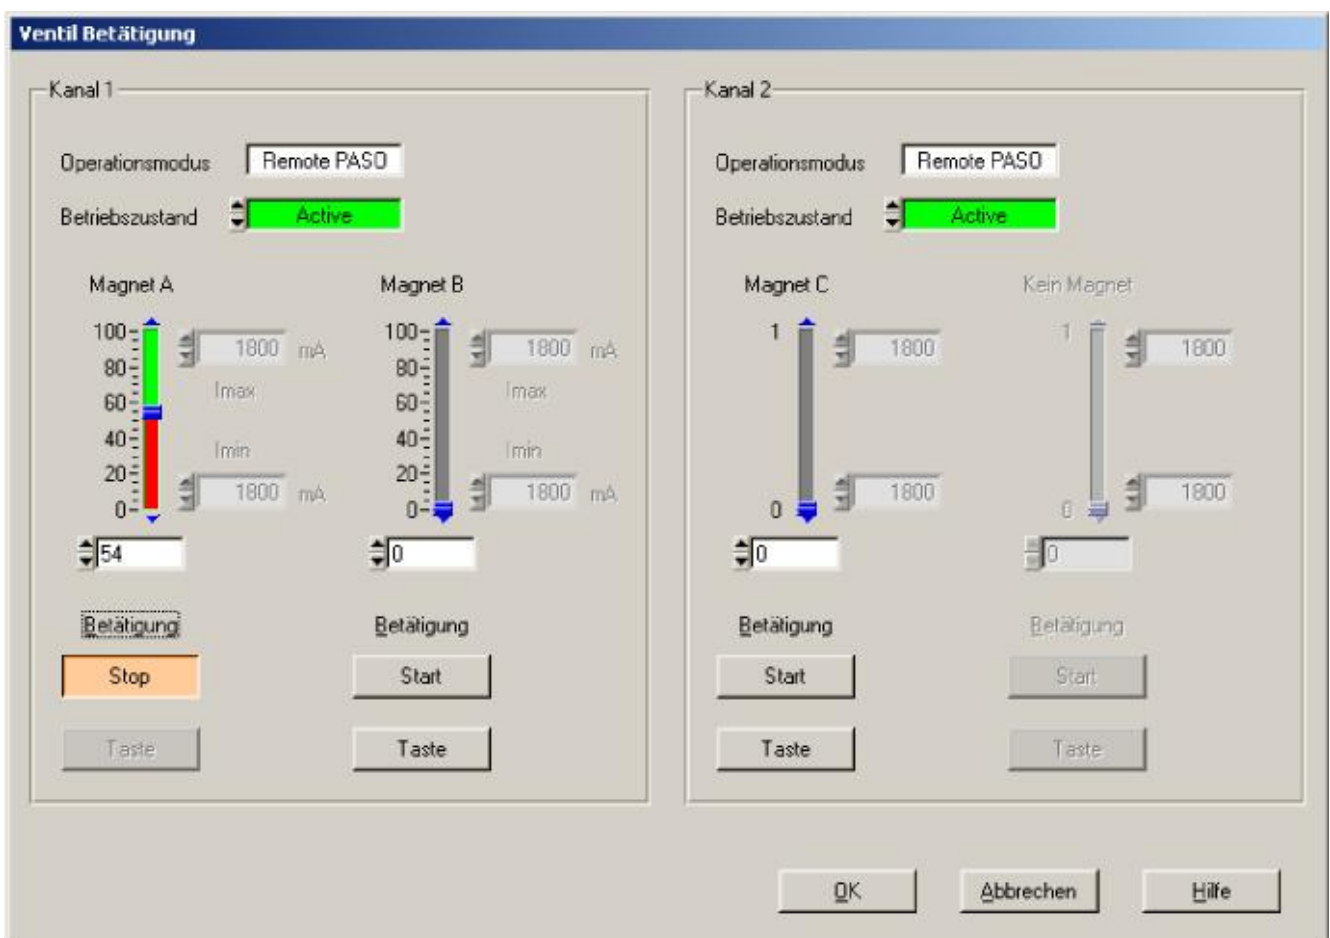 Ventil Betätigung
Kanal 1
Operationsmodus Remote PASO
Betriebszustand Active
Magnet A Magnet B
100 1800 mA 100 1800 mA
80 80
Imax Imax
60 60
40 40
Imin Imin
20 20
1800 mA 1800 mA
0 0
54 0
Betätigung Betätigung
Stop Start
Taste Taste
Kanal 2
Operationsmodus Remote PASO
Betriebszustand Active
Magnet C Kein Magnet
1 1800 1 1800
0 1800 0 1800
0 0
Betätigung Betätigung
Start Start
Taste Taste
OK Abbrechen Hilfe